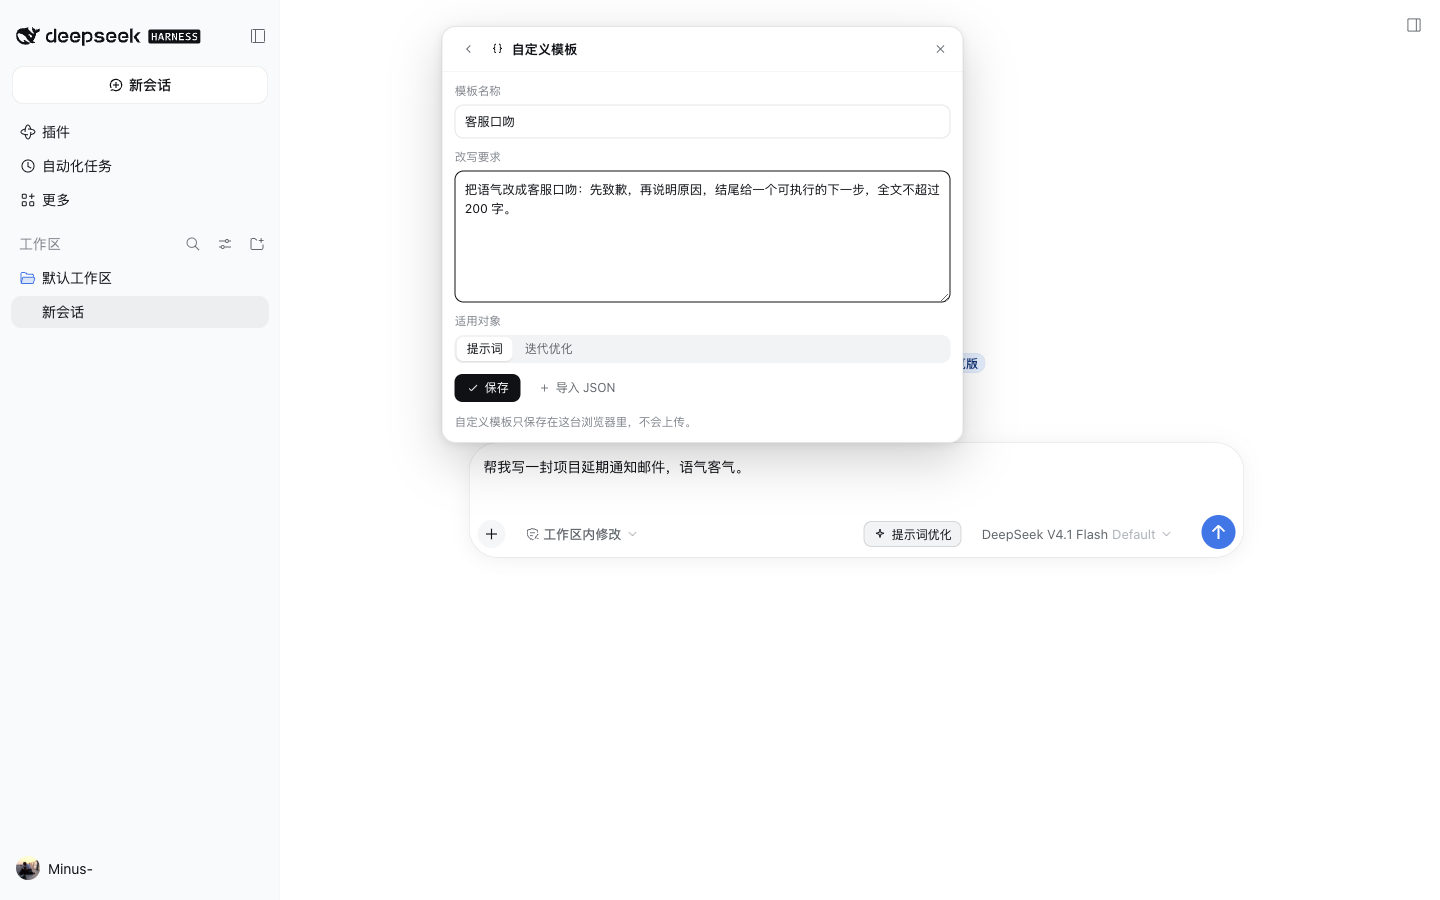 deepseek HARNESS
新会话
插件
自动化任务
更多
工作区
默认工作区
新会话
Minus-
自定义模板
模板名称
客服口吻
改写要求
把语气改成客服口吻：先致歉，再说明原因，结尾给一个可执行的下一步，全文不超过
200 字。
适用对象
提示词 迭代优化
保存 + 导入 JSON
自定义模板只保存在这台浏览器里，不会上传。
版
帮我写一封项目延期通知邮件，语气客气。
工作区内修改 提示词优化 DeepSeek V4.1 Flash Default